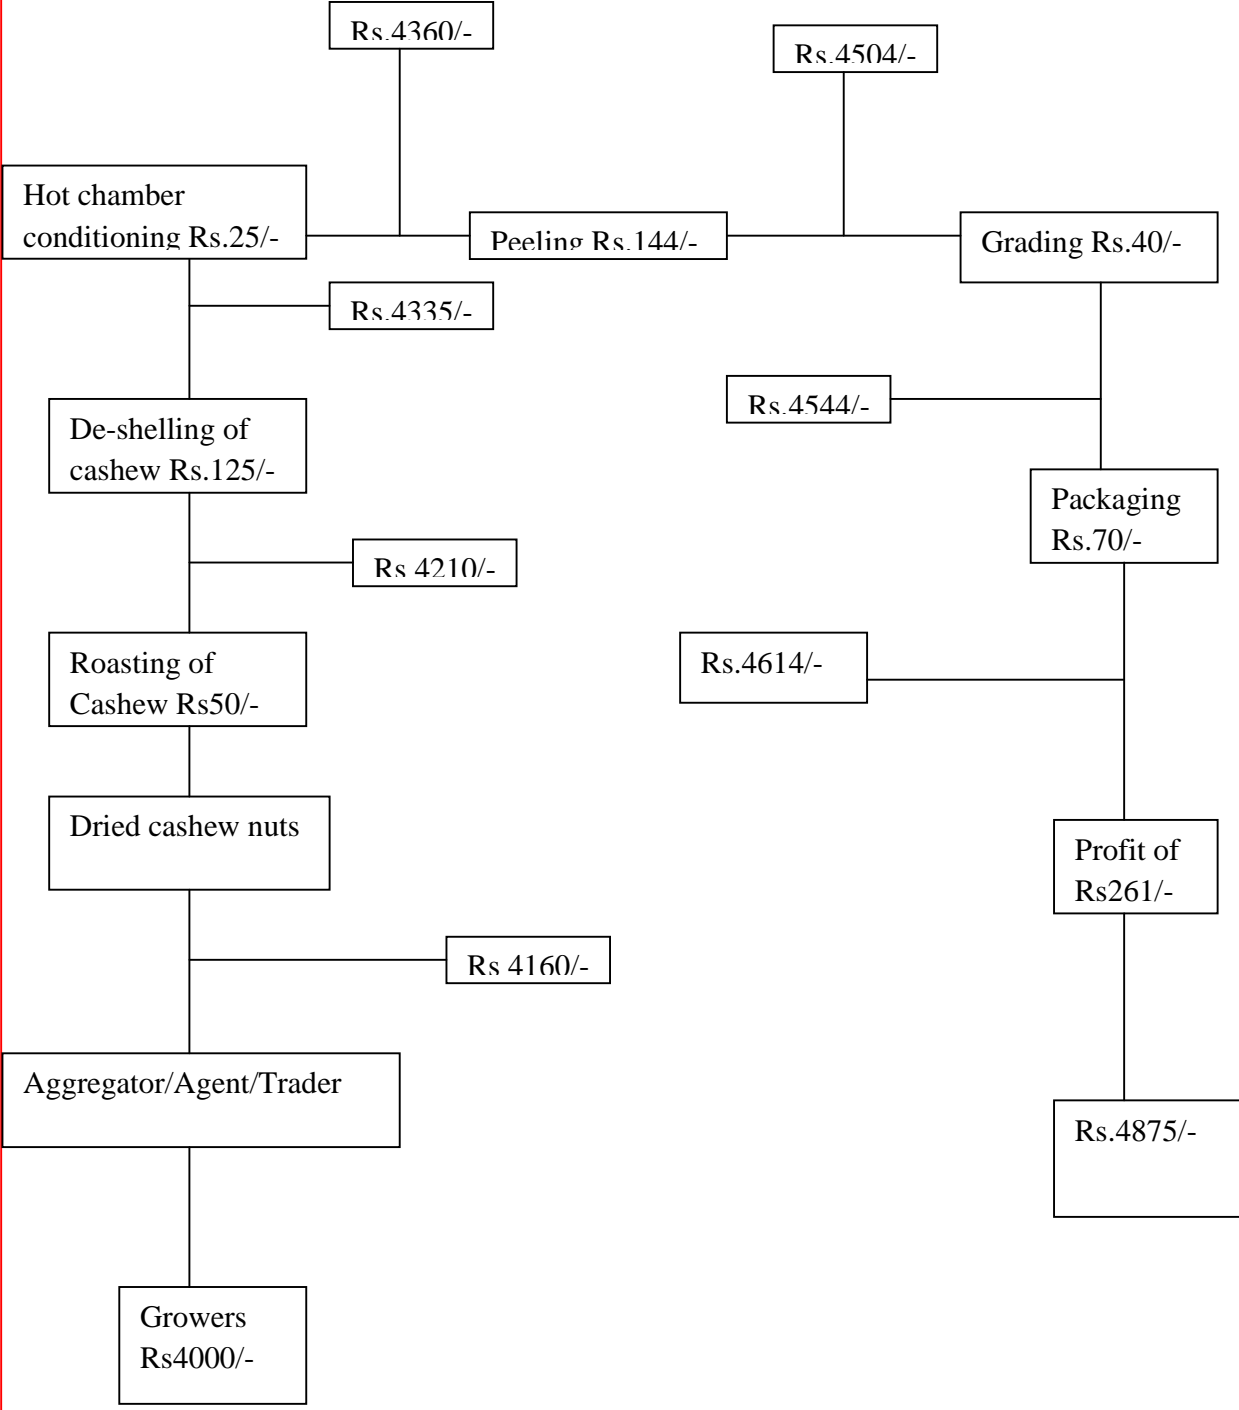 Rs.4360/-
Rs.4504/-
Hot chamber
conditioning Rs.25/-
Peeling Rs.144/-
Grading Rs.40/-
Rs.4335/-
Rs.4544/-
De-shelling of
cashew Rs.125/-
Packaging
Rs.70/-
Rs 4210/-
Roasting of
Cashew Rs50/-
Rs.4614/-
Dried cashew nuts
Profit of
Rs261/-
Rs 4160/-
Aggregator/Agent/Trader
Rs.4875/-
Growers
Rs4000/-